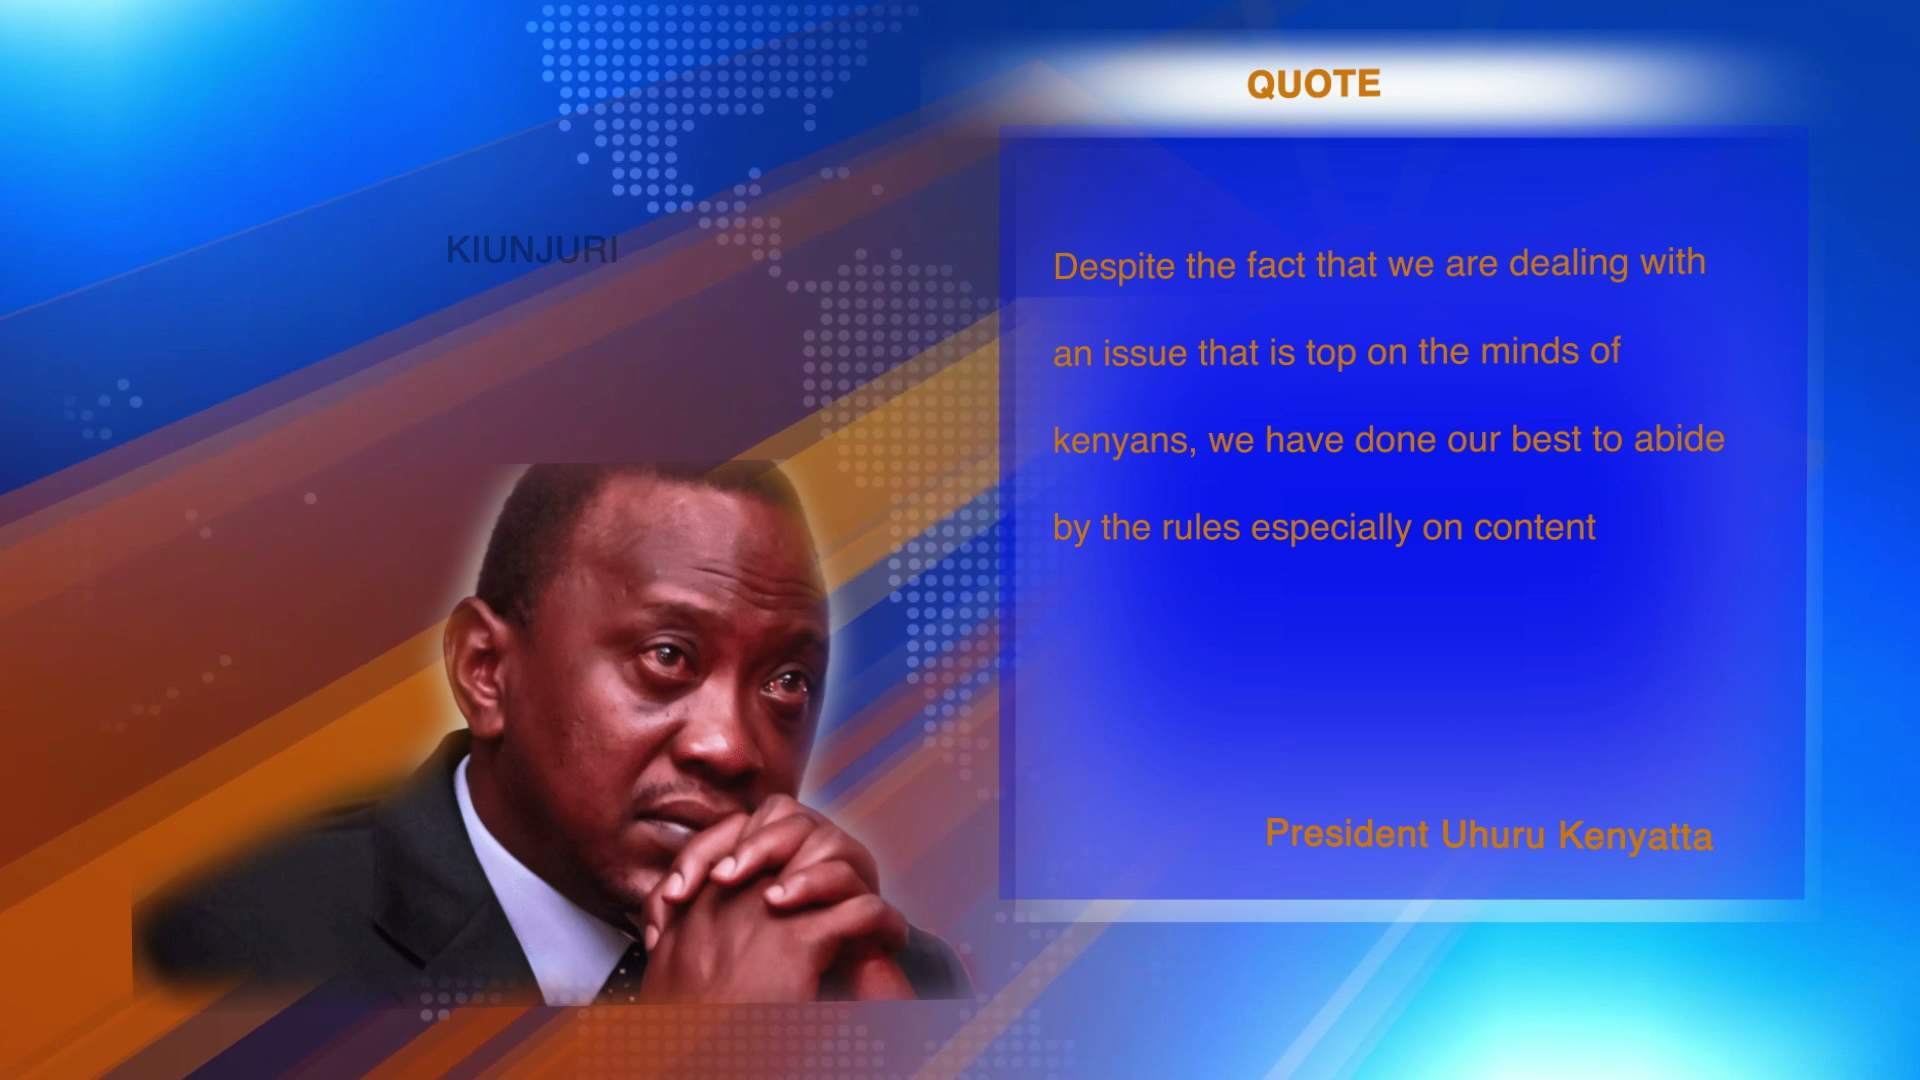 QUOTE
KIUNJURI
Despite the fact that we are dealing with
an issue that is top on the minds of
kenyans, we have done our best to abide
by the rules especially on content
President Uhuru Kenyatta